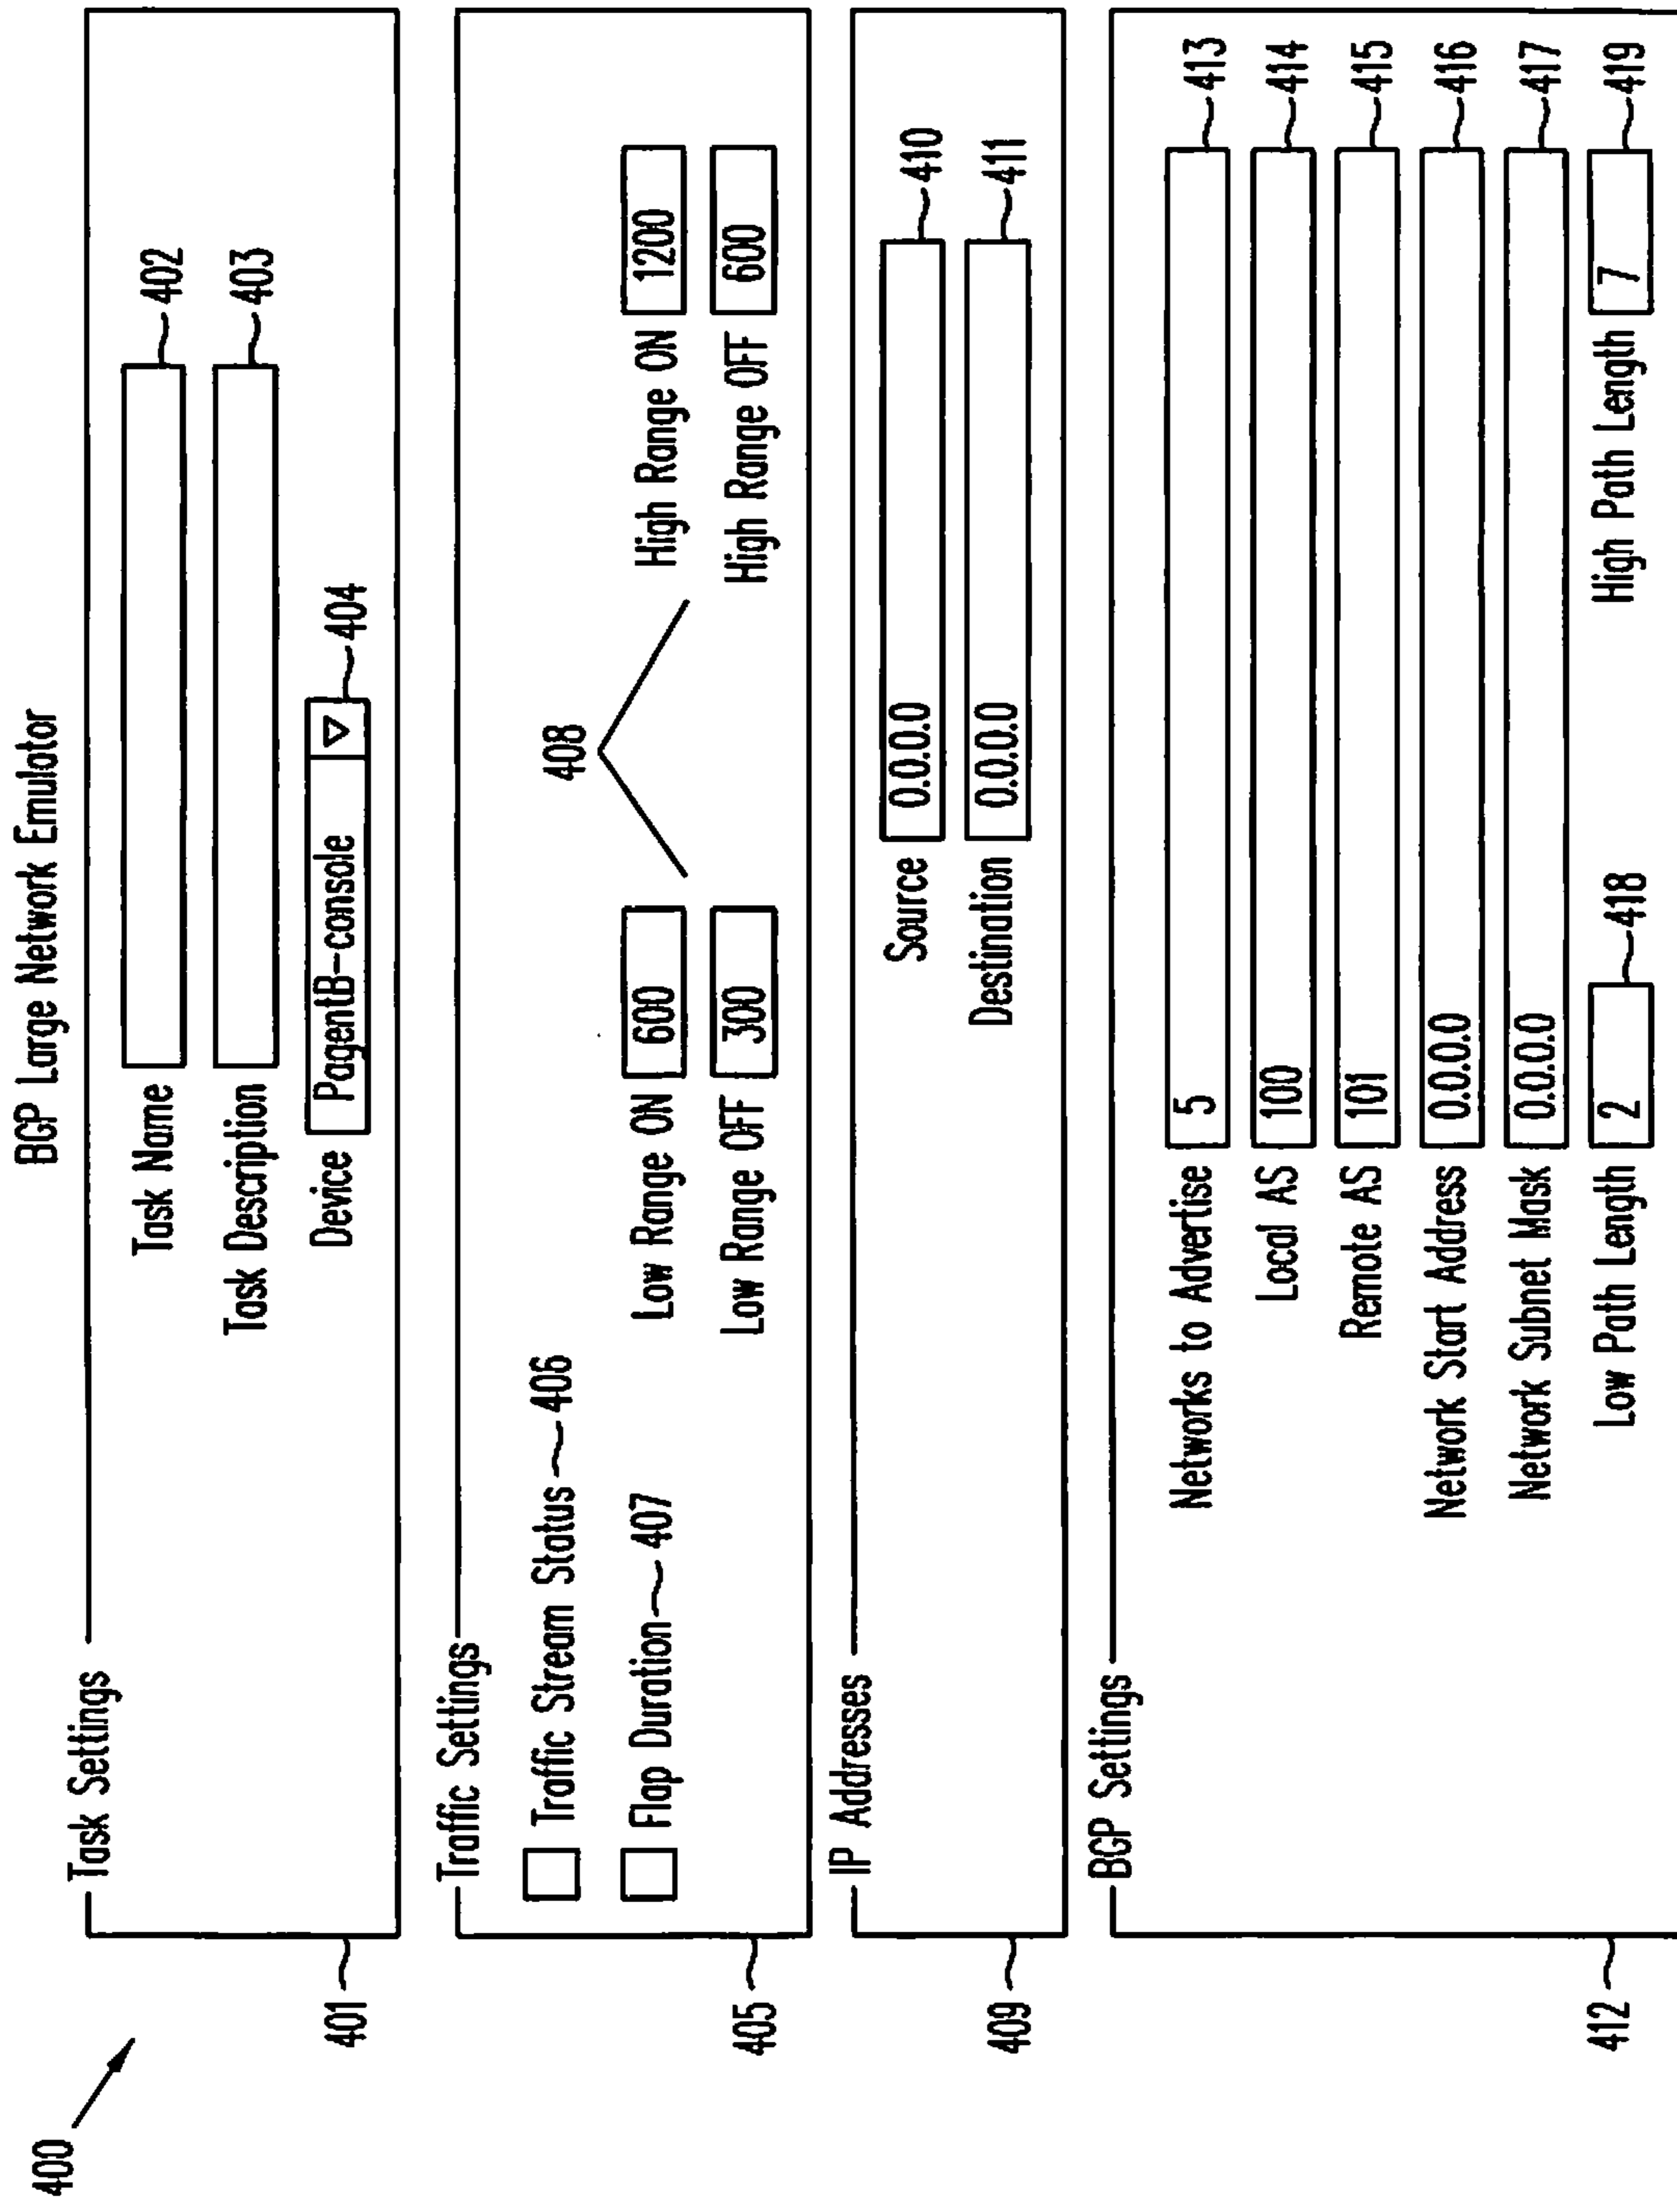 400
BGP Large Network Emulator
Task Settings
401
Task Name 402
Task Description 403
Device PagentB-console 404
Traffic Settings
405
Traffic Stream Status 406
408
Flap Duration 407
Low Range ON 600 High Range ON 1200
Low Range OFF 300 High Range OFF 600
IP Addresses
409
Source 0.0.0.0 410
Destination 0.0.0.0 411
BGP Settings
412
Networks to Advertise 5 413
Local AS 100 414
Remote AS 101 415
Network Start Address 0.0.0.0 416
Network Subnet Mask 0.0.0.0 417
Low Path Length 2 418 High Path Length 7 419